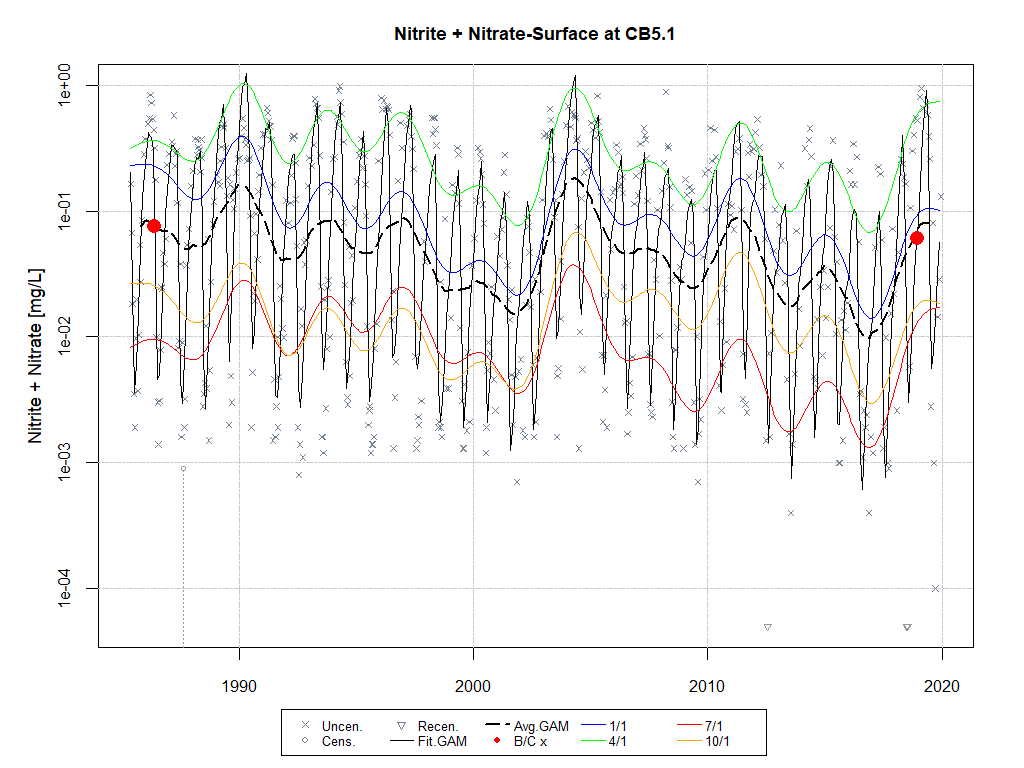 Nitrite + Nitrate-Surface at CB5.1
Nitrite + Nitrate [mg/L]
1e+00
1e-01
1e-02
1e-03
1e-04
1990 2000 2010 2020
Uncen. Recen. Avg.GAM 1/1 7/1
Cens. Fit.GAM B/C x 4/1 10/1